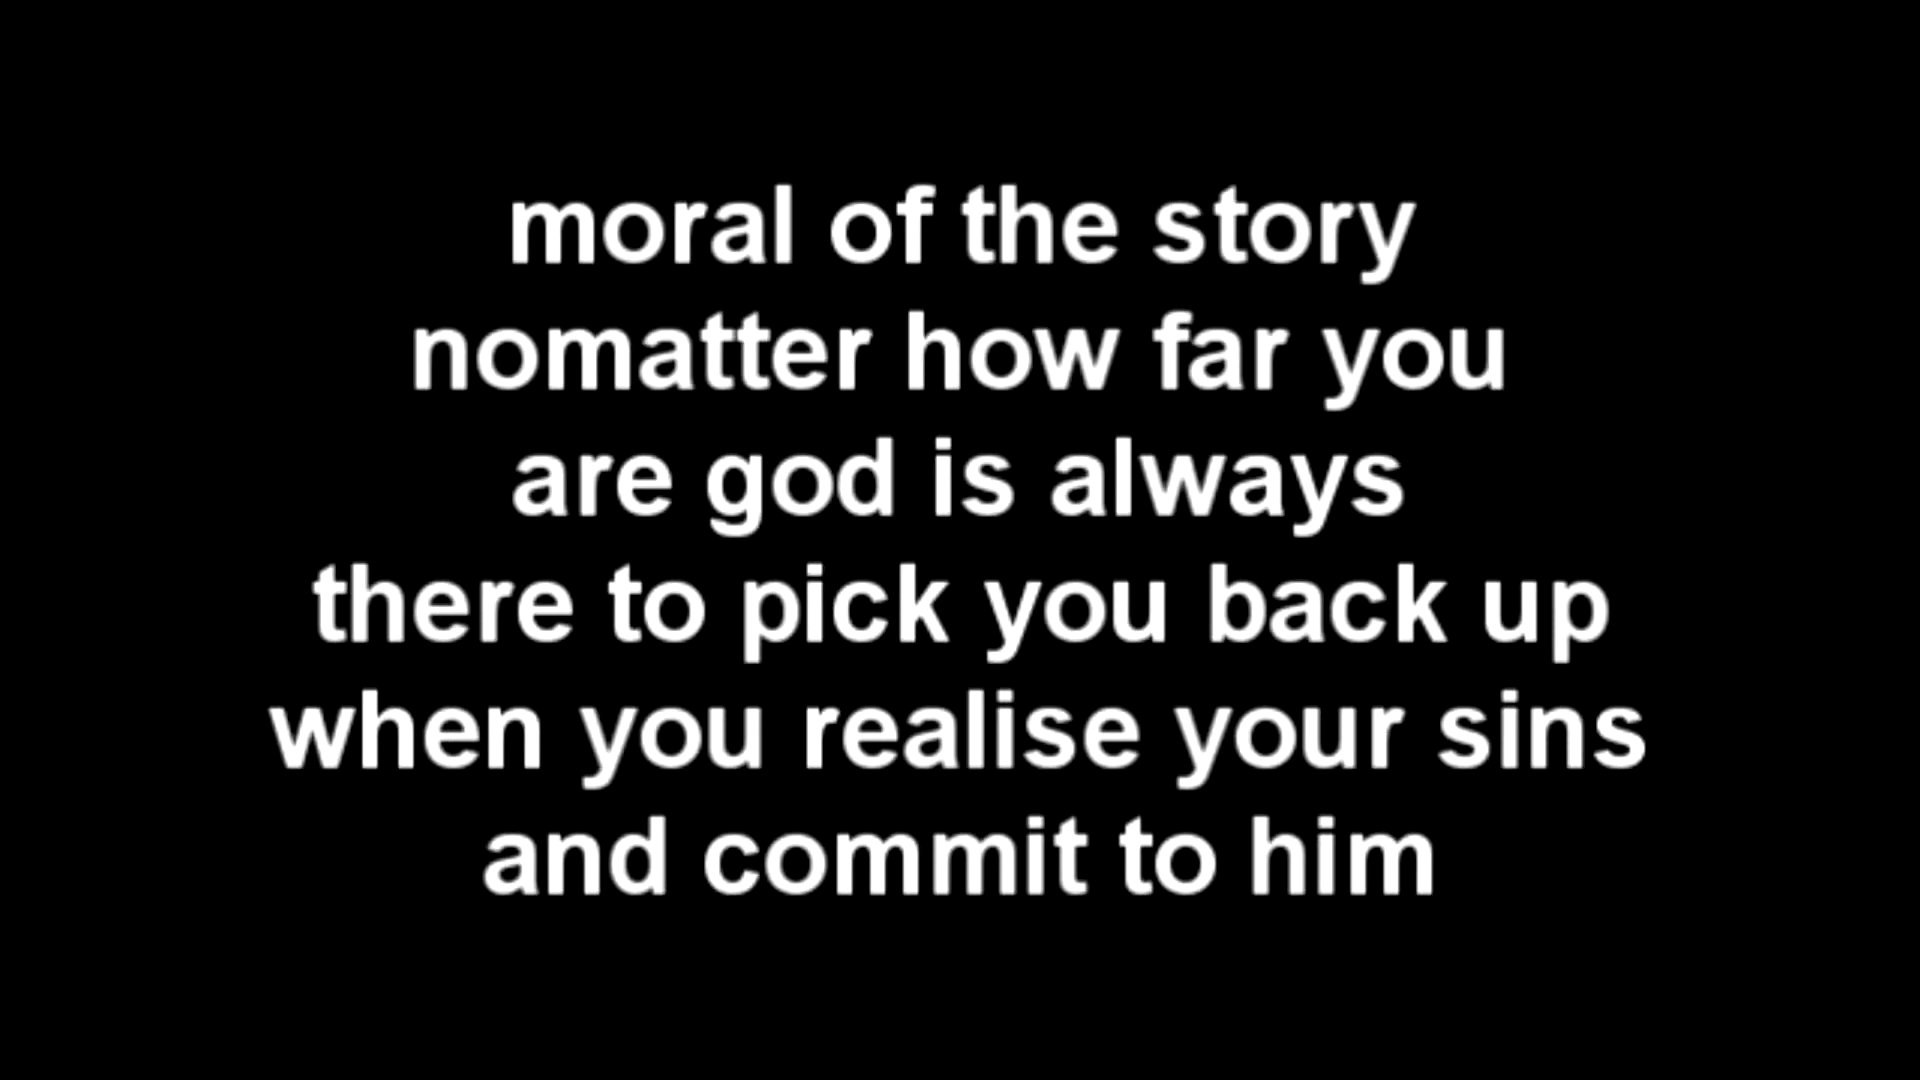 moral of the story
nomatter how far you
are god is always
there to pick you back up
when you realise your sins
and commit to him